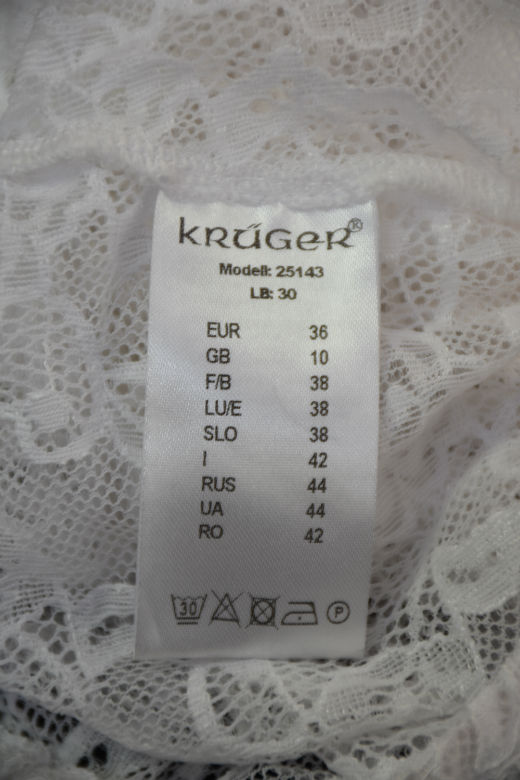 KRŰGER®
Modell: 25143
LB: 30
EUR 36
GB 10
F/B 38
LU/E 38
SLO 38
I 42
RUS 44
UA 44
RO 42
30 P